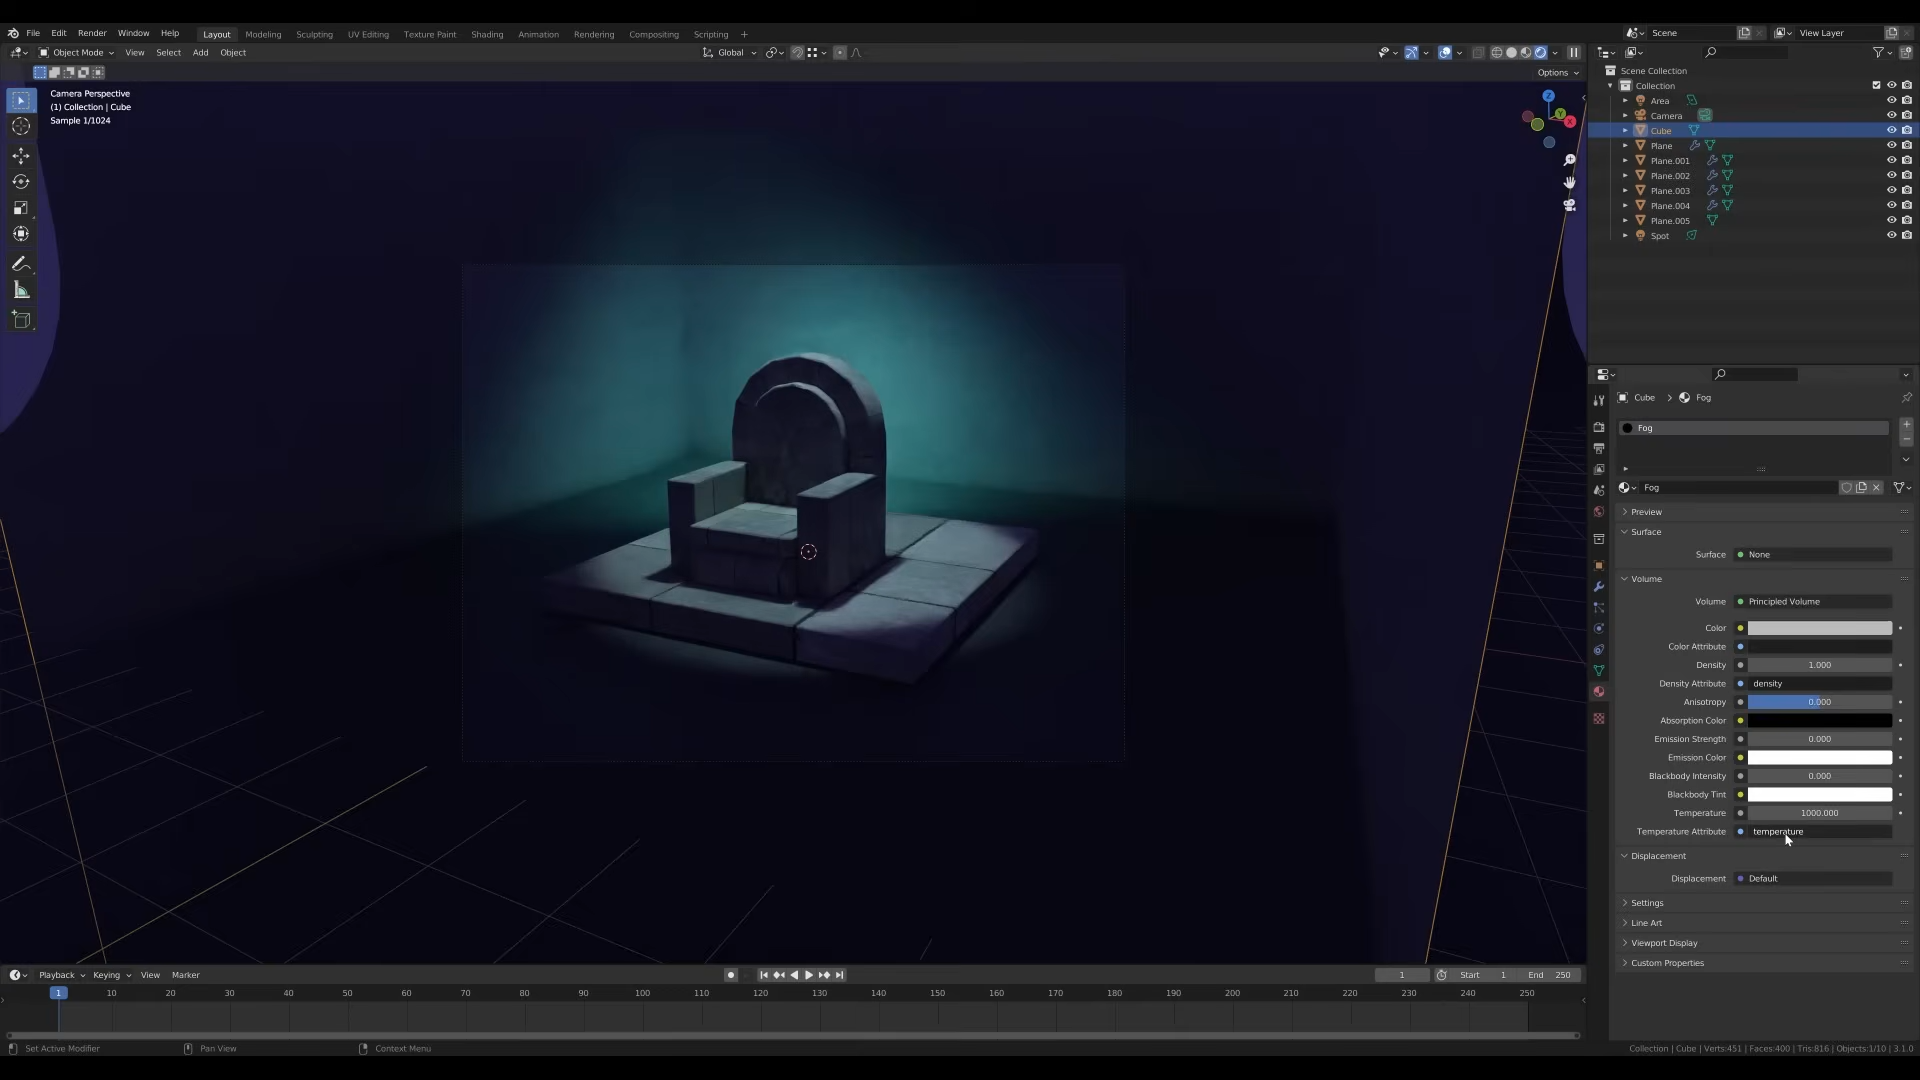 File Edit Render Window Help Layout Modeling Sculpting UV Editing Texture Paint Shading Animation Rendering Compositing Scripting + Scene View Layer
Object Mode View Select Add Object Global
Options
Camera Perspective
(1) Collection | Cube
Sample 1/1024
Z
Y
X
Scene Collection
Collection
Area
Camera
Cube
Plane
Plane.001
Plane.002
Plane.003
Plane.004
Plane.005
Spot
Cube > Fog
Fog
Fog
Preview
Surface
Surface None
Volume
Volume Principled Volume
Color
Color Attribute
Density 1.000
Density Attribute density
Anisotropy 0.000
Absorption Color
Emission Strength 0.000
Emission Color
Blackbody Intensity 0.000
Blackbody Tint
Temperature 1000.000
Temperature Attribute temperature
Displacement
Displacement Default
Settings
Line Art
Viewport Display
Custom Properties
Playback Keying View Marker 1 Start 1 End 250
1 10 20 30 40 50 60 70 80 90 100 110 120 130 140 150 160 170 180 190 200 210 220 230 240 250
Set Active Modifier Pan View Context Menu Collection | Cube | Verts:451 | Faces:400 | Tris:816 | Objects:1/10 | 3.1.0